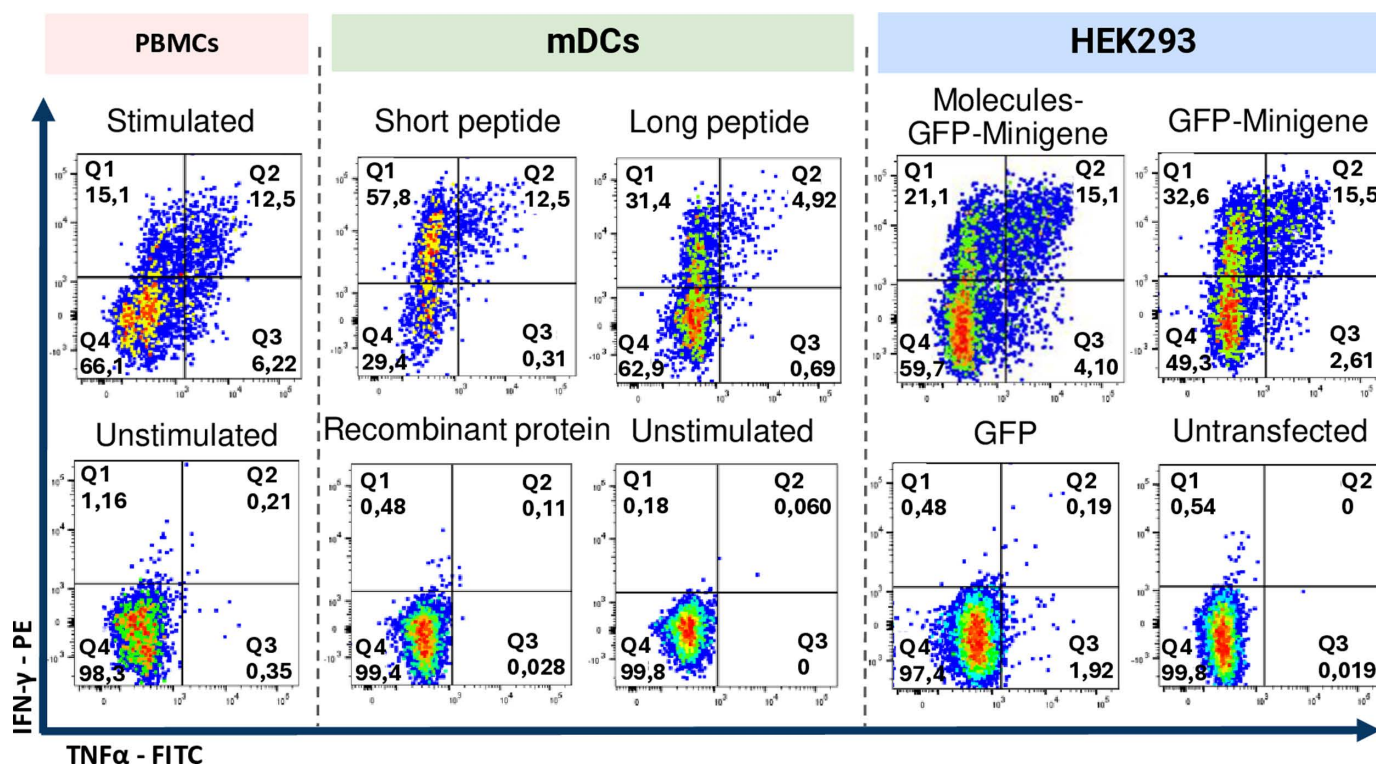 PBMCs
mDCs
HEK293
Stimulated
Short peptide
Long peptide
Molecules-
GFP-Minigene
GFP-Minigene
Q1
15,1
Q2
12,5
Q4
66,1
Q3
6,22
Q1
57,8
Q2
12,5
Q4
29,4
Q3
0,31
Q1
31,4
Q2
4,92
Q4
62,9
Q3
0,69
Q1
21,1
Q2
15,1
Q4
59,7
Q3
4,10
Q1
32,6
Q2
15,5
Q4
49,3
Q3
2,61
Unstimulated
Recombinant protein
Unstimulated
GFP
Untransfected
Q1
1,16
Q2
0,21
Q4
98,3
Q3
0,35
Q1
0,48
Q2
0,11
Q4
99,4
Q3
0,028
Q1
0,18
Q2
0,060
Q4
99,8
Q3
0
Q1
0,48
Q2
0,19
Q4
97,4
Q3
1,92
Q1
0,54
Q2
0
Q4
99,8
Q3
0,019
IFN-γ - PE
TNFα - FITC